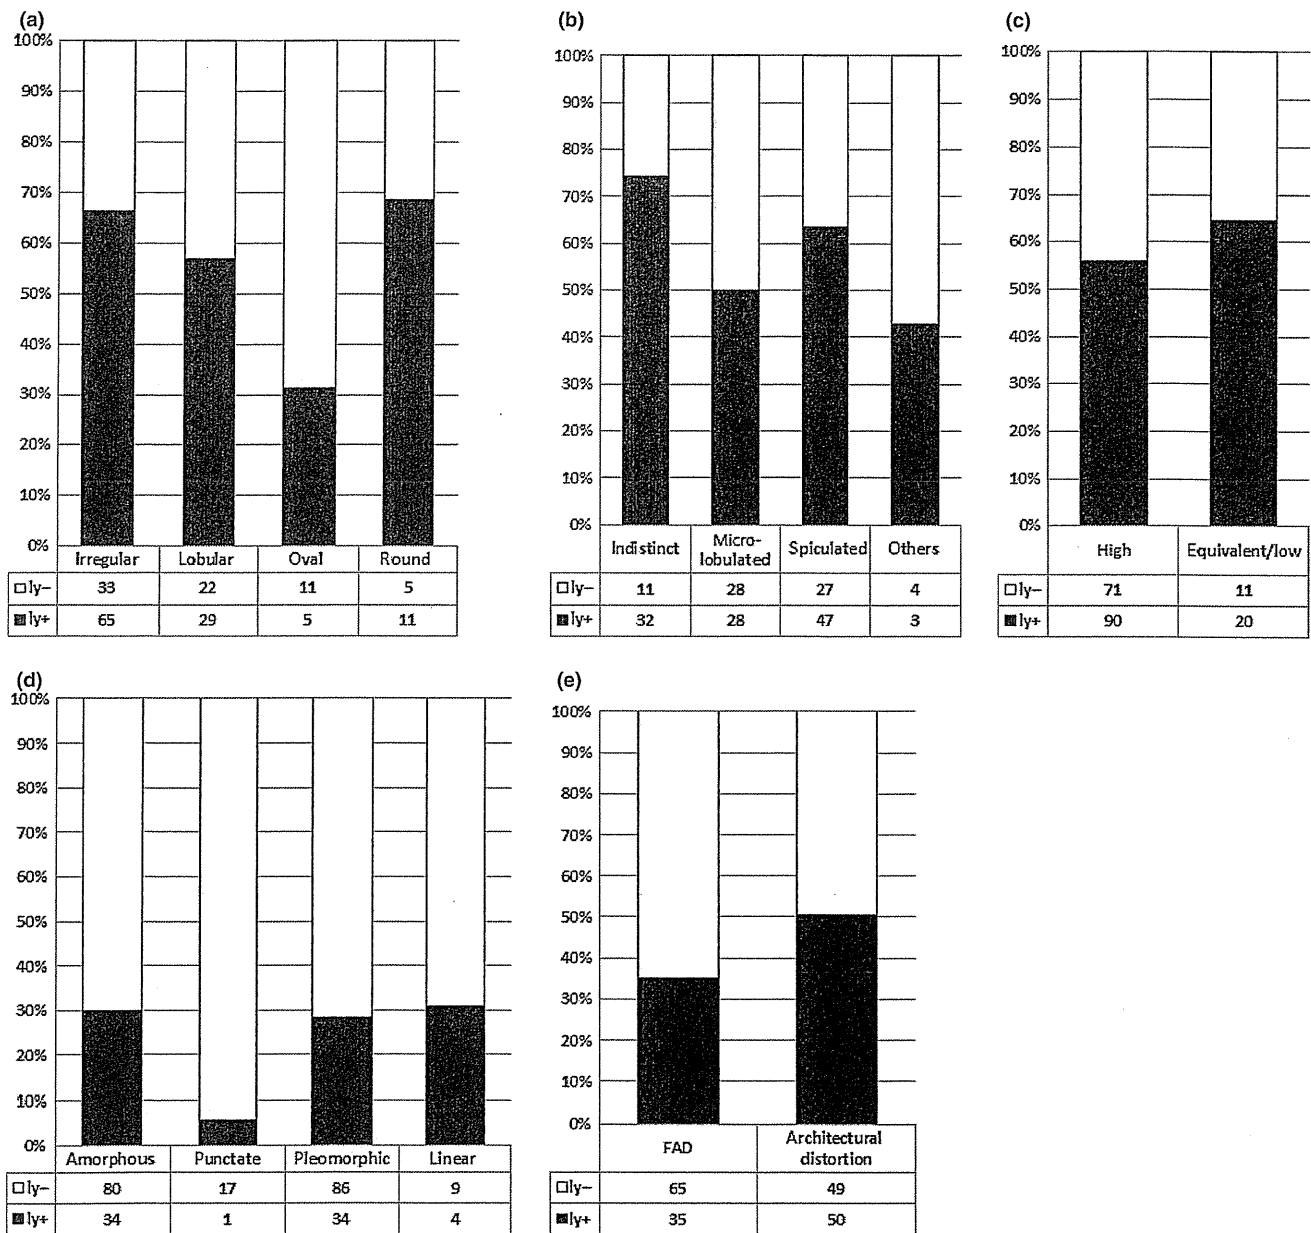 (a)
100%
90%
80%
70%
60%
50%
40%
30%
20%
10%
0%
Irregular Lobular Oval Round
ly− 33 22 11 5
ly+ 65 29 5 11
(b)
100%
90%
80%
70%
60%
50%
40%
30%
20%
10%
0%
Indistinct Micro-lobulated Spiculated Others
ly− 11 28 27 4
ly+ 32 28 47 3
(c)
100%
90%
80%
70%
60%
50%
40%
30%
20%
10%
0%
High Equivalent/low
ly− 71 11
ly+ 90 20
(d)
100%
90%
80%
70%
60%
50%
40%
30%
20%
10%
0%
Amorphous Punctate Pleomorphic Linear
ly− 80 17 86 9
ly+ 34 1 34 4
(e)
100%
90%
80%
70%
60%
50%
40%
30%
20%
10%
0%
FAD Architectural distortion
ly− 65 49
ly+ 35 50